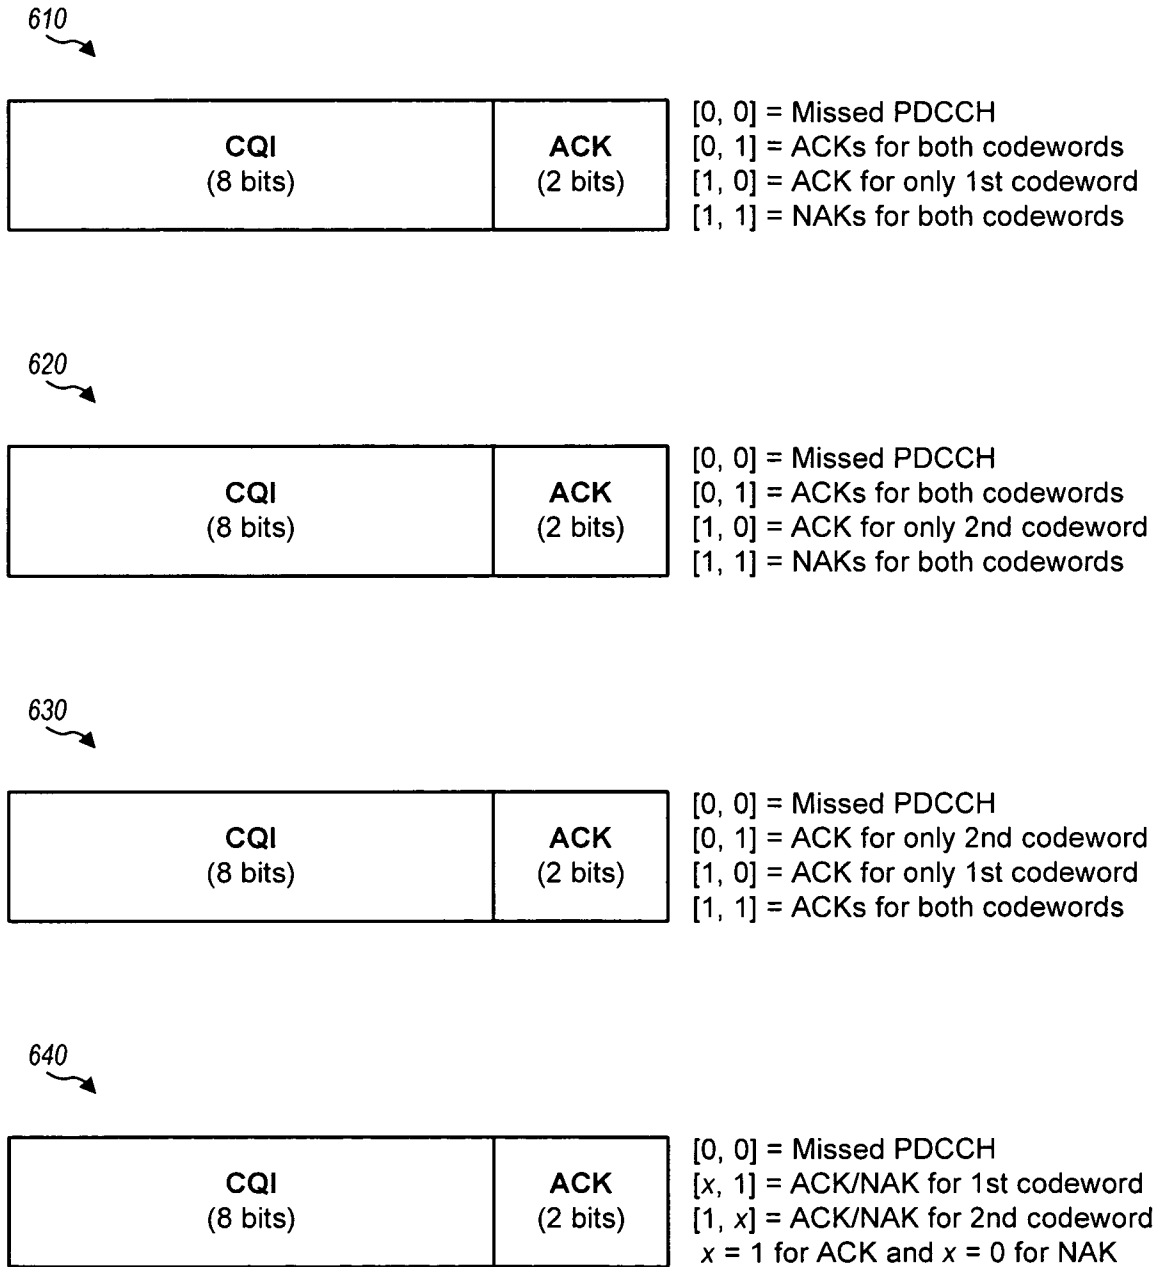 610
CQI
(8 bits)
ACK
(2 bits)
[0, 0] = Missed PDCCH
[0, 1] = ACKs for both codewords
[1, 0] = ACK for only 1st codeword
[1, 1] = NAKs for both codewords
620
CQI
(8 bits)
ACK
(2 bits)
[0, 0] = Missed PDCCH
[0, 1] = ACKs for both codewords
[1, 0] = ACK for only 2nd codeword
[1, 1] = NAKs for both codewords
630
CQI
(8 bits)
ACK
(2 bits)
[0, 0] = Missed PDCCH
[0, 1] = ACK for only 2nd codeword
[1, 0] = ACK for only 1st codeword
[1, 1] = ACKs for both codewords
640
CQI
(8 bits)
ACK
(2 bits)
[0, 0] = Missed PDCCH
[x, 1] = ACK/NAK for 1st codeword
[1, x] = ACK/NAK for 2nd codeword
x = 1 for ACK and x = 0 for NAK